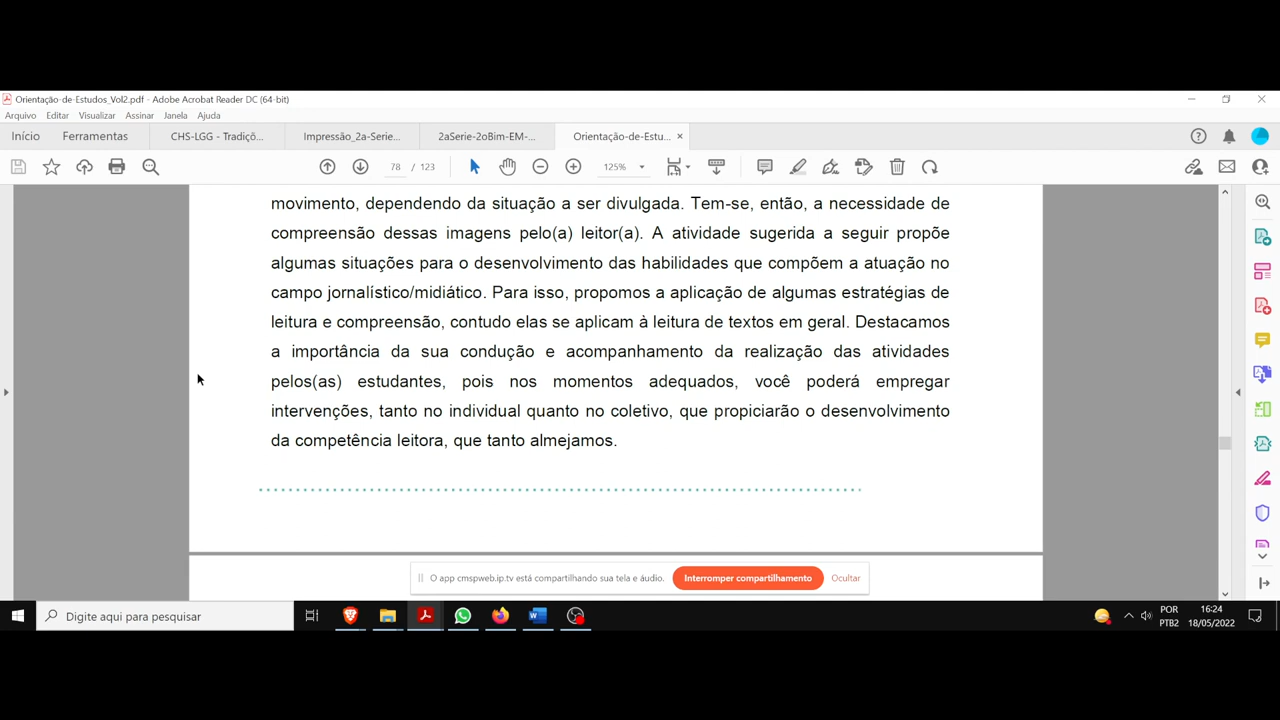 Orientação-de-Estudos_Vol2.pdf - Adobe Acrobat Reader DC (64-bit)
Arquivo Editar Visualizar Assinar Janela Ajuda
Início Ferramentas CHS-LGG - Tradiçõ... Impressão_2a-Serie... 2aSerie-2oBim-EM-... Orientação-de-Estu... ×
78 / 123 125%
movimento, dependendo da situação a ser divulgada. Tem-se, então, a necessidade de
compreensão dessas imagens pelo(a) leitor(a). A atividade sugerida a seguir propõe
algumas situações para o desenvolvimento das habilidades que compõem a atuação no
campo jornalístico/midiático. Para isso, propomos a aplicação de algumas estratégias de
leitura e compreensão, contudo elas se aplicam à leitura de textos em geral. Destacamos
a importância da sua condução e acompanhamento da realização das atividades
pelos(as) estudantes, pois nos momentos adequados, você poderá empregar
intervenções, tanto no individual quanto no coletivo, que propiciarão o desenvolvimento
da competência leitora, que tanto almejamos.
O app cmspweb.ip.tv está compartilhando sua tela e áudio. Interromper compartilhamento Ocultar
Digite aqui para pesquisar
POR 16:24
PTB2 18/05/2022